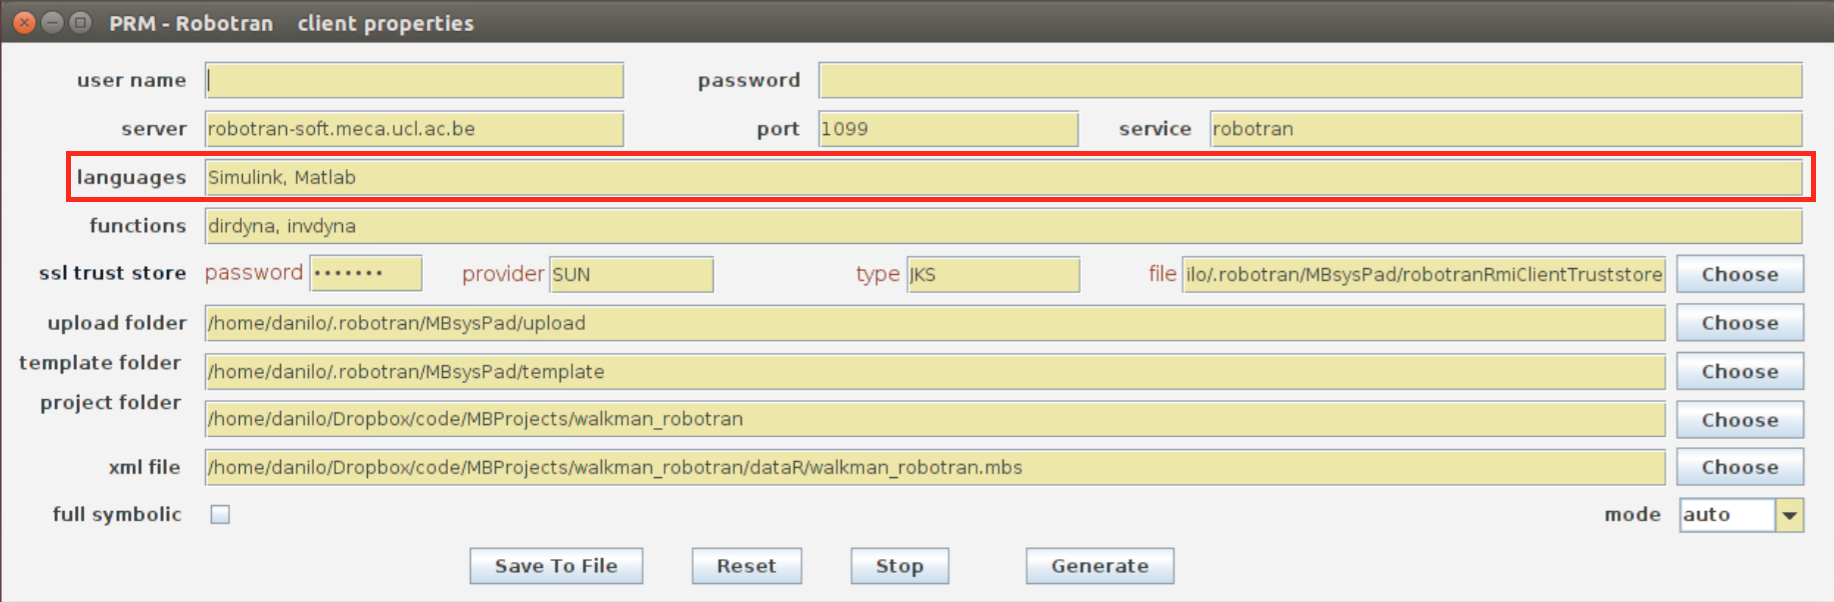 PRM - Robotran client properties
user name password
server robotran-soft.meca.ucl.ac.be port 1099 service robotran
languages Simulink, Matlab
functions dirdyna, invdyna
ssl trust store password ••••••• provider SUN type JKS file ilo/.robotran/MBsysPad/robotranRmiClientTruststore Choose
upload folder /home/danilo/.robotran/MBsysPad/upload Choose
template folder /home/danilo/.robotran/MBsysPad/template Choose
project folder /home/danilo/Dropbox/code/MBProjects/walkman_robotran Choose
xml file /home/danilo/Dropbox/code/MBProjects/walkman_robotran/dataR/walkman_robotran.mbs Choose
full symbolic mode auto
Save To File Reset Stop Generate